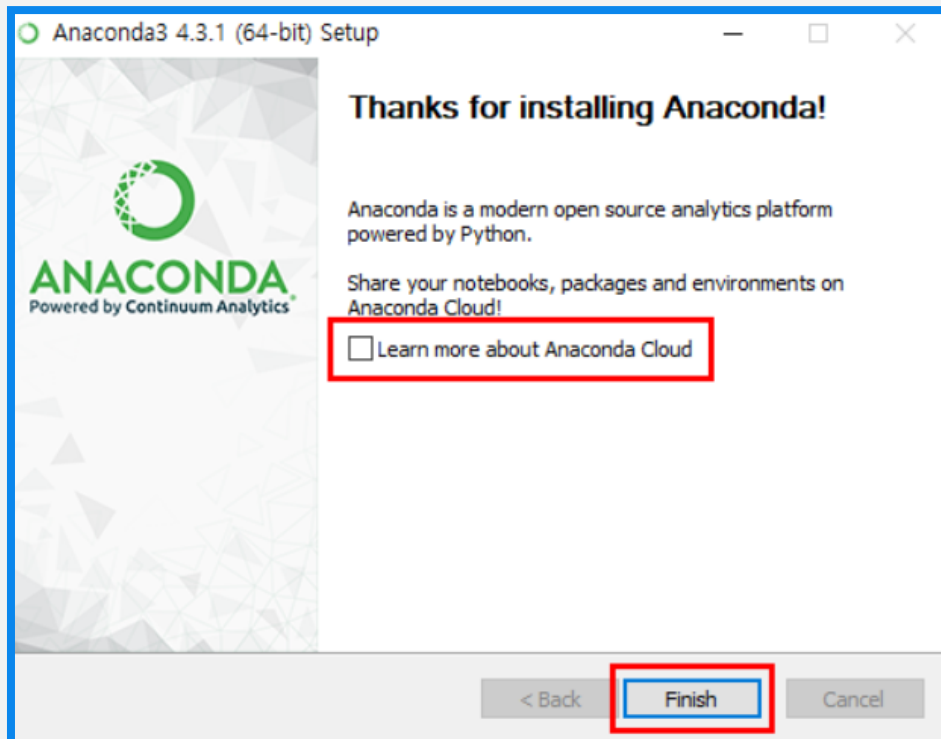 Anaconda3 4.3.1 (64-bit) Setup
Thanks for installing Anaconda!
Anaconda is a modern open source analytics platform
powered by Python.
ANACONDA
Powered by Continuum Analytics
Share your notebooks, packages and environments on
Anaconda Cloud!
Learn more about Anaconda Cloud
< Back
Finish
Cancel